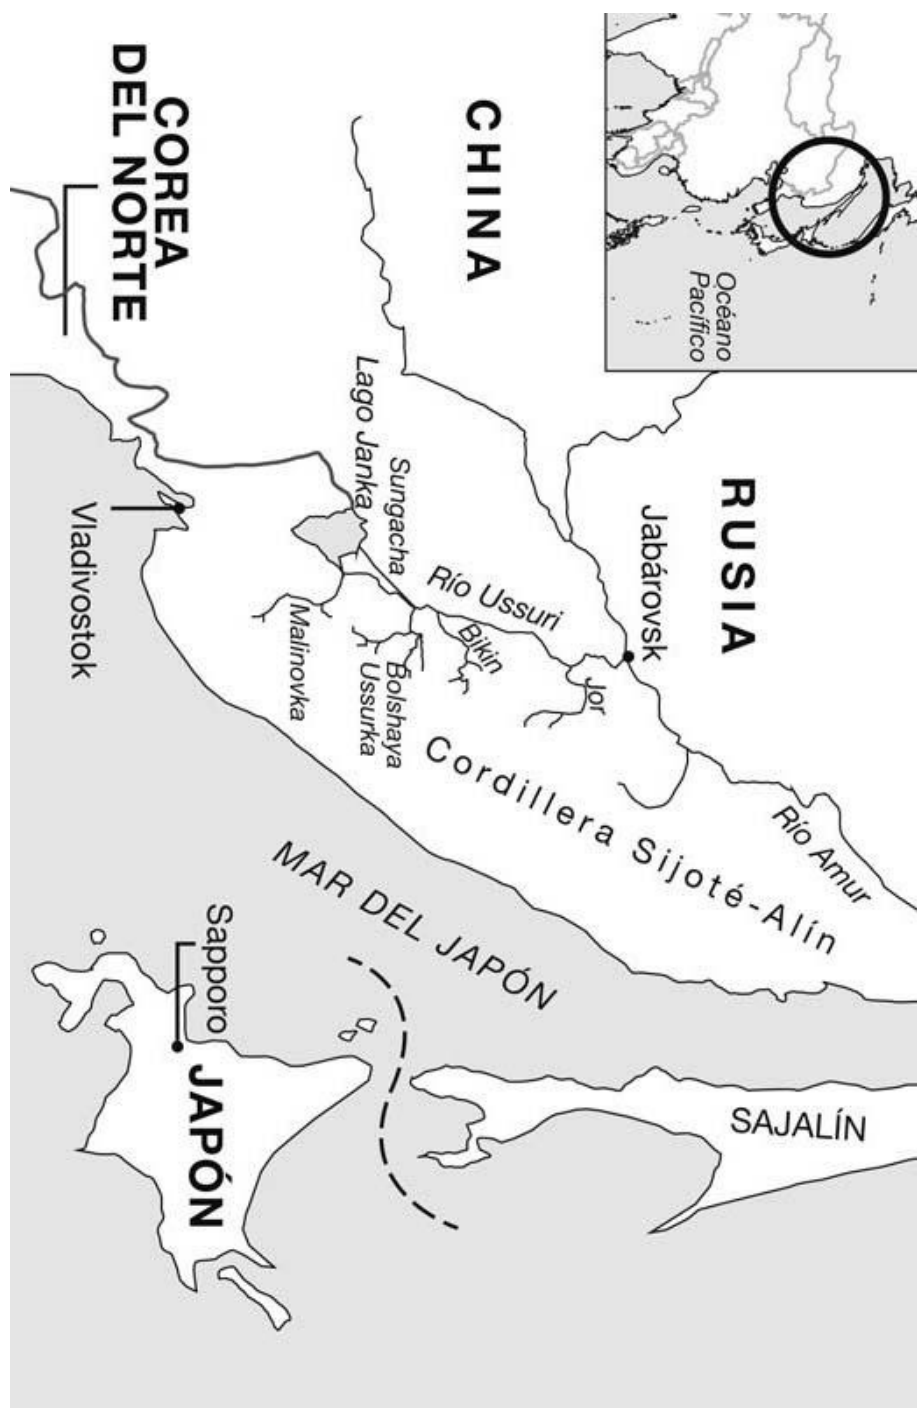 Océano
Pacífico
RUSIA
Jabárovsk
Río Amur
CHINA
Río Ussuri
Jor
Bikin
Sungacha
Lago Janka
Bolshaya
Ussurka
Malinovka
Cordillera Sijoté-Alín
SAJALÍN
MAR DEL JAPÓN
COREA
DEL NORTE
Vladivostok
Sapporo
JAPÓN